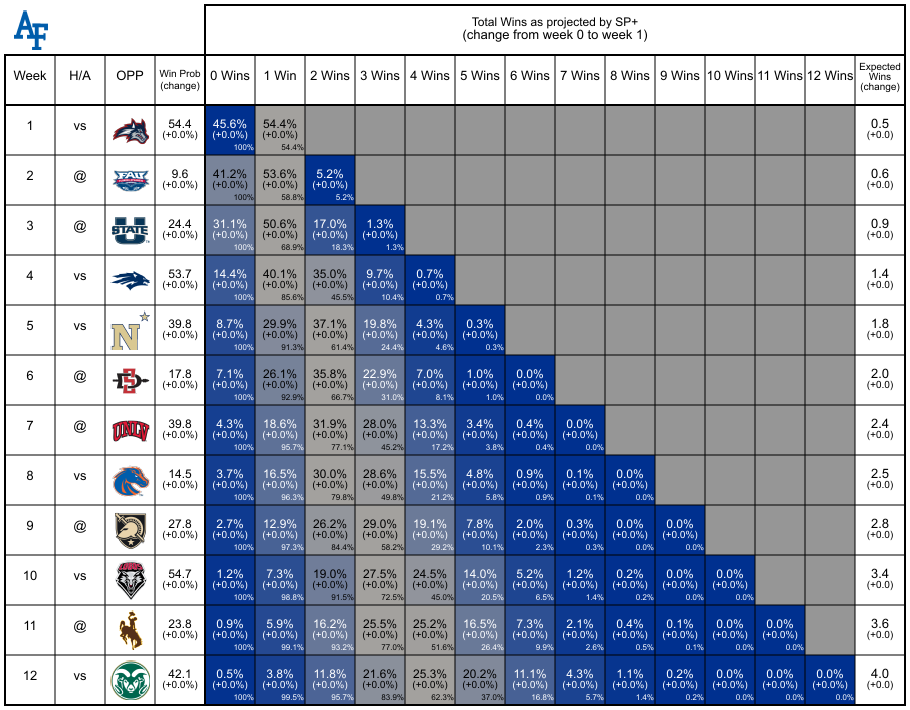 AF
Total Wins as projected by SP+
(change from week 0 to week 1)
Week H/A OPP Win Prob (change) 0 Wins 1 Win 2 Wins 3 Wins 4 Wins 5 Wins 6 Wins 7 Wins 8 Wins 9 Wins 10 Wins 11 Wins 12 Wins Expected Wins (change)
1 vs 54.4 45.6% 54.4% 0.5
(+0.0%) (+0.0%) (+0.0%) (+0.0)
100% 54.4%
2 @ FAU 9.6 41.2% 53.6% 5.2% 0.6
(+0.0%) (+0.0%) (+0.0%) (+0.0%) (+0.0)
100% 58.8% 5.2%
3 @ U STATE 24.4 31.1% 50.6% 17.0% 1.3% 0.9
(+0.0%) (+0.0%) (+0.0%) (+0.0%) (+0.0%) (+0.0)
100% 68.9% 18.3% 1.3%
4 vs 53.7 14.4% 40.1% 35.0% 9.7% 0.7% 1.4
(+0.0%) (+0.0%) (+0.0%) (+0.0%) (+0.0%) (+0.0%) (+0.0)
100% 85.6% 45.5% 10.4% 0.7%
5 vs N 39.8 8.7% 29.9% 37.1% 19.8% 4.3% 0.3% 1.8
(+0.0%) (+0.0%) (+0.0%) (+0.0%) (+0.0%) (+0.0%) (+0.0%) (+0.0)
100% 91.3% 61.4% 24.4% 4.6% 0.3%
6 @ SD 17.8 7.1% 26.1% 35.8% 22.9% 7.0% 1.0% 0.0% 2.0
(+0.0%) (+0.0%) (+0.0%) (+0.0%) (+0.0%) (+0.0%) (+0.0%) (+0.0%) (+0.0)
100% 92.9% 66.7% 31.0% 8.1% 1.0% 0.0%
7 @ UNLV 39.8 4.3% 18.6% 31.9% 28.0% 13.3% 3.4% 0.4% 0.0% 2.4
(+0.0%) (+0.0%) (+0.0%) (+0.0%) (+0.0%) (+0.0%) (+0.0%) (+0.0%) (+0.0%) (+0.0)
100% 95.7% 77.1% 45.2% 17.2% 3.8% 0.4% 0.0%
8 vs 14.5 3.7% 16.5% 30.0% 28.6% 15.5% 4.8% 0.9% 0.1% 0.0% 2.5
(+0.0%) (+0.0%) (+0.0%) (+0.0%) (+0.0%) (+0.0%) (+0.0%) (+0.0%) (+0.0%) (+0.0%) (+0.0)
100% 96.3% 79.8% 49.8% 21.2% 5.8% 0.9% 0.1% 0.0%
9 @ 27.8 2.7% 12.9% 26.2% 29.0% 19.1% 7.8% 2.0% 0.3% 0.0% 0.0% 2.8
(+0.0%) (+0.0%) (+0.0%) (+0.0%) (+0.0%) (+0.0%) (+0.0%) (+0.0%) (+0.0%) (+0.0%) (+0.0%) (+0.0)
100% 97.3% 84.4% 58.2% 29.2% 10.1% 2.3% 0.3% 0.0% 0.0%
10 vs 54.7 1.2% 7.3% 19.0% 27.5% 24.5% 14.0% 5.2% 1.2% 0.2% 0.0% 0.0% 3.4
(+0.0%) (+0.0%) (+0.0%) (+0.0%) (+0.0%) (+0.0%) (+0.0%) (+0.0%) (+0.0%) (+0.0%) (+0.0%) (+0.0%) (+0.0)
100% 98.8% 91.5% 72.5% 45.0% 20.5% 6.5% 1.4% 0.2% 0.0% 0.0%
11 @ 23.8 0.9% 5.9% 16.2% 25.5% 25.2% 16.5% 7.3% 2.1% 0.4% 0.1% 0.0% 0.0% 3.6
(+0.0%) (+0.0%) (+0.0%) (+0.0%) (+0.0%) (+0.0%) (+0.0%) (+0.0%) (+0.0%) (+0.0%) (+0.0%) (+0.0%) (+0.0%) (+0.0)
100% 99.1% 93.2% 77.0% 51.6% 26.4% 9.9% 2.6% 0.5% 0.1% 0.0% 0.0%
12 vs 42.1 0.5% 3.8% 11.8% 21.6% 25.3% 20.2% 11.1% 4.3% 1.1% 0.2% 0.0% 0.0% 0.0% 4.0
(+0.0%) (+0.0%) (+0.0%) (+0.0%) (+0.0%) (+0.0%) (+0.0%) (+0.0%) (+0.0%) (+0.0%) (+0.0%) (+0.0%) (+0.0%) (+0.0%) (+0.0)
100% 99.5% 95.7% 83.9% 62.3% 37.0% 16.8% 5.7% 1.4% 0.2% 0.0% 0.0% 0.0%